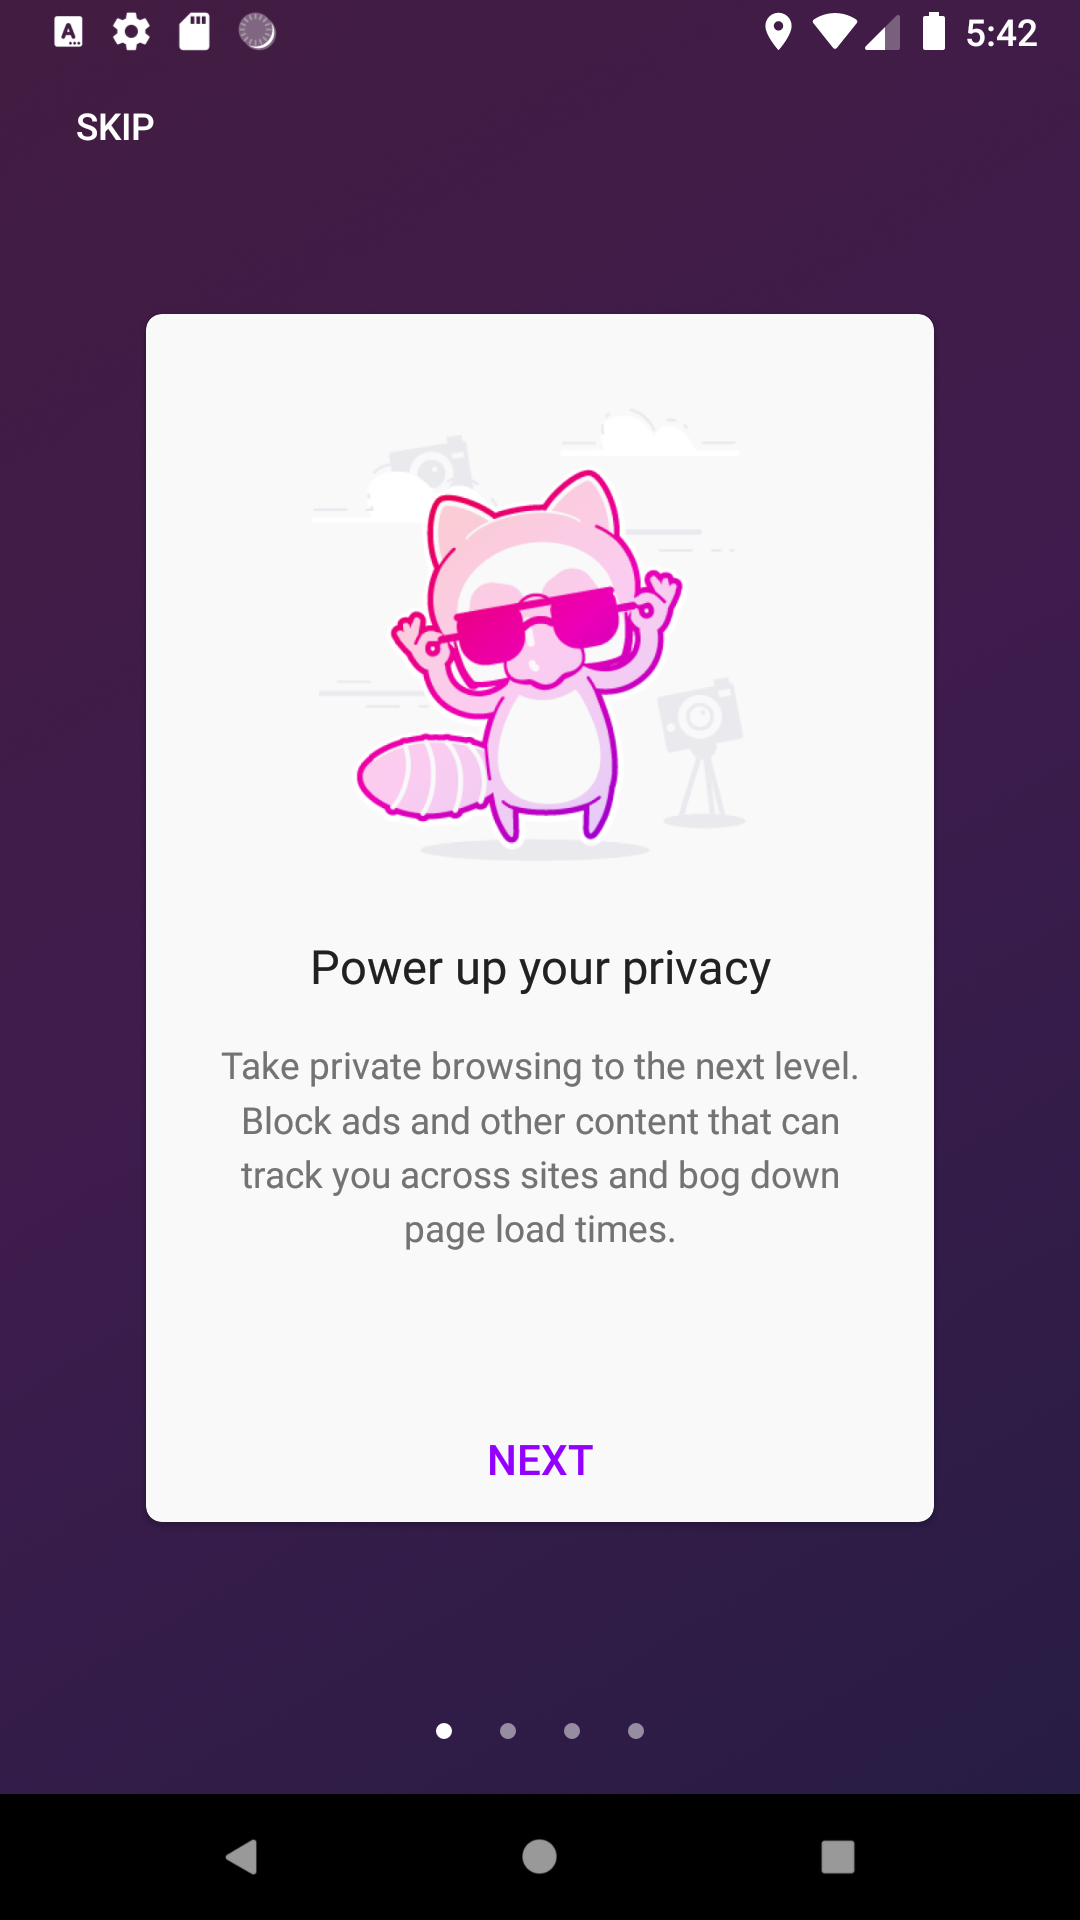 5:42
SKIP
Power up your privacy
Take private browsing to the next level.
Block ads and other content that can
track you across sites and bog down
page load times.
NEXT